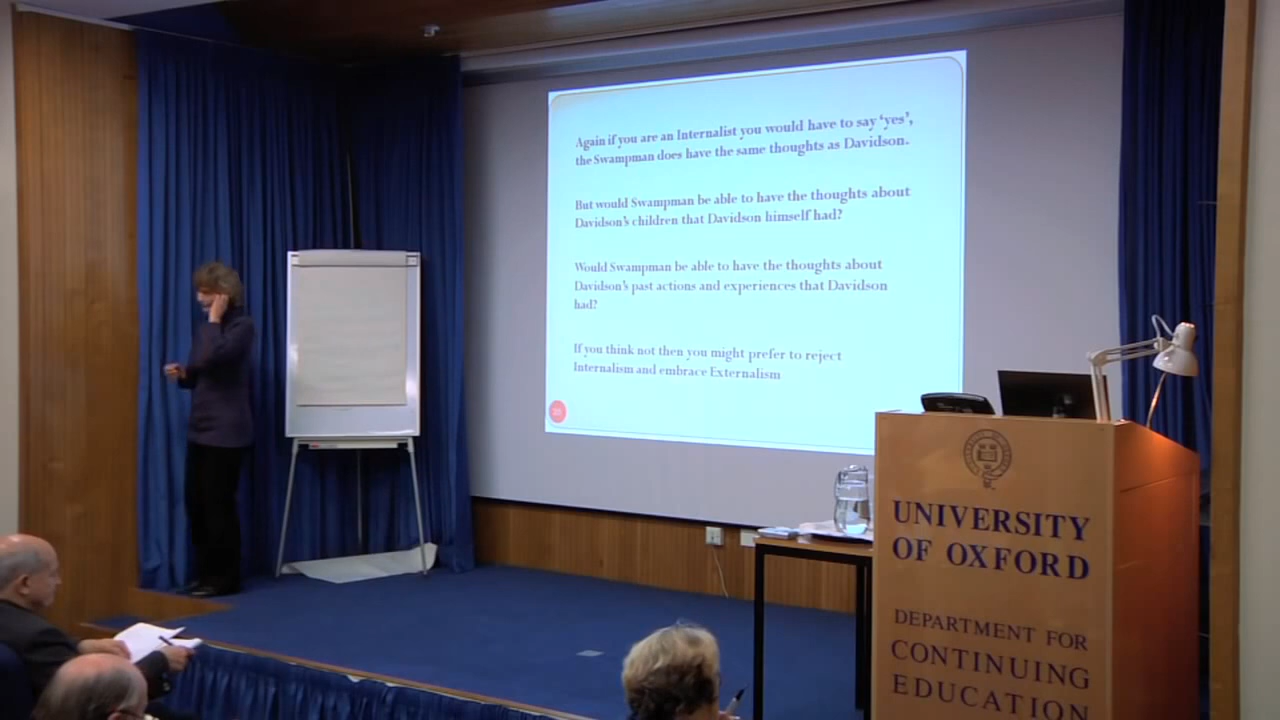 Again if you are an Internalist you would have to say ‘yes’,
the Swampman does have the same thoughts as Davidson.
But would Swampman be able to have the thoughts about
Davidson’s children that Davidson himself had?
Would Swampman be able to have the thoughts about
Davidson’s past actions and experiences that Davidson
had?
If you think not then you might prefer to reject
Internalism and embrace Externalism
UNIVERSITY
OF OXFORD
DEPARTMENT FOR
CONTINUING
EDUCATION